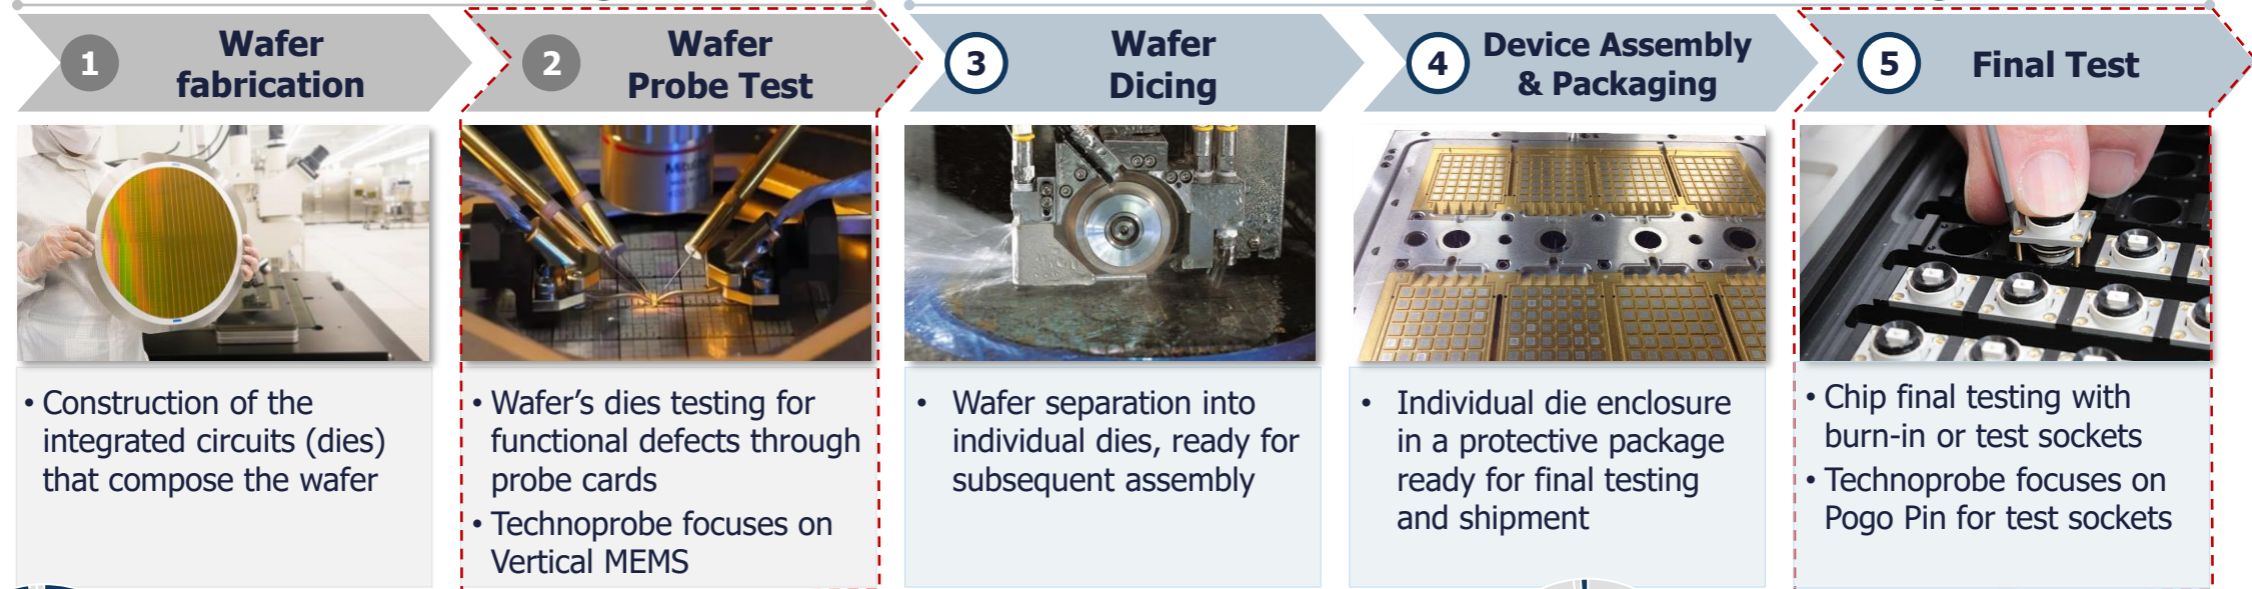 1
Wafer
fabrication
2
Wafer
Probe Test
3
Wafer
Dicing
4
Device Assembly
& Packaging
5
Final Test
• Construction of the
integrated circuits (dies)
that compose the wafer
• Wafer’s dies testing for
functional defects through
probe cards
• Technoprobe focuses on
Vertical MEMS
• Wafer separation into
individual dies, ready for
subsequent assembly
• Individual die enclosure
in a protective package
ready for final testing
and shipment
• Chip final testing with
burn-in or test sockets
• Technoprobe focuses on
Pogo Pin for test sockets